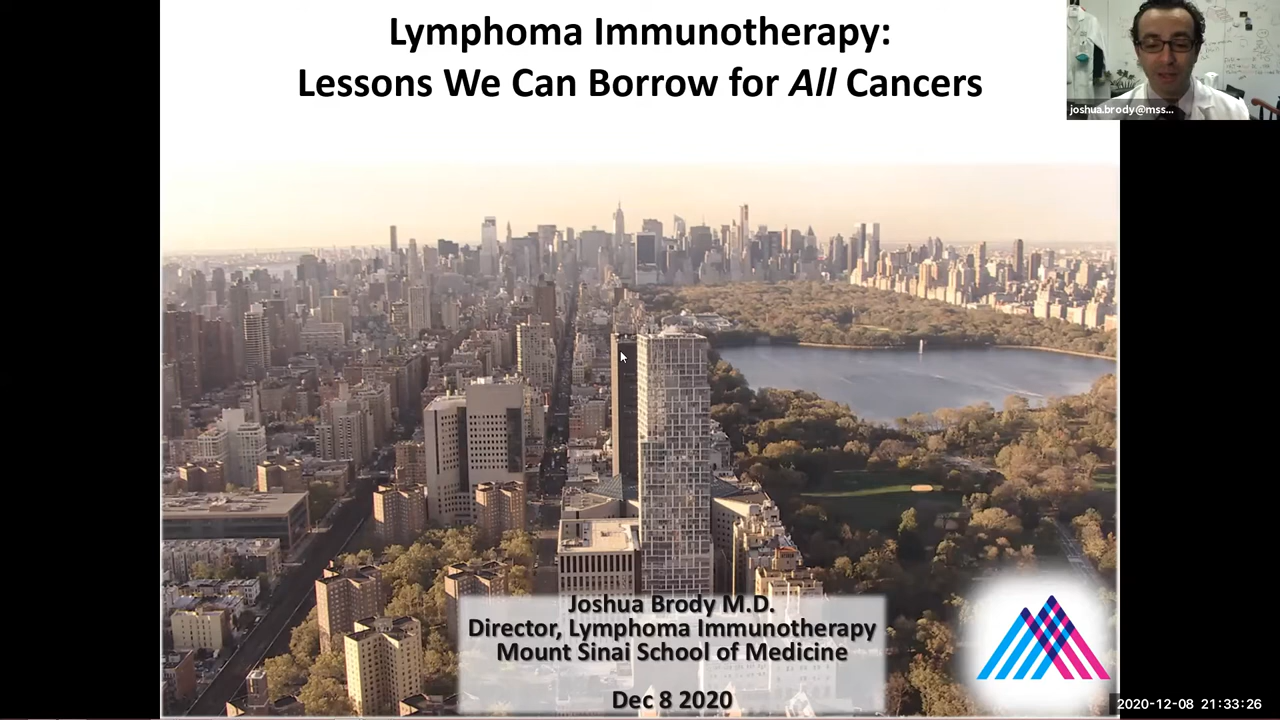 Lymphoma Immunotherapy:
Lessons We Can Borrow for All Cancers
joshua.brody@mss...
Joshua Brody M.D.
Director, Lymphoma Immunotherapy
Mount Sinai School of Medicine
Dec 8 2020
2020-12-08 21:33:26